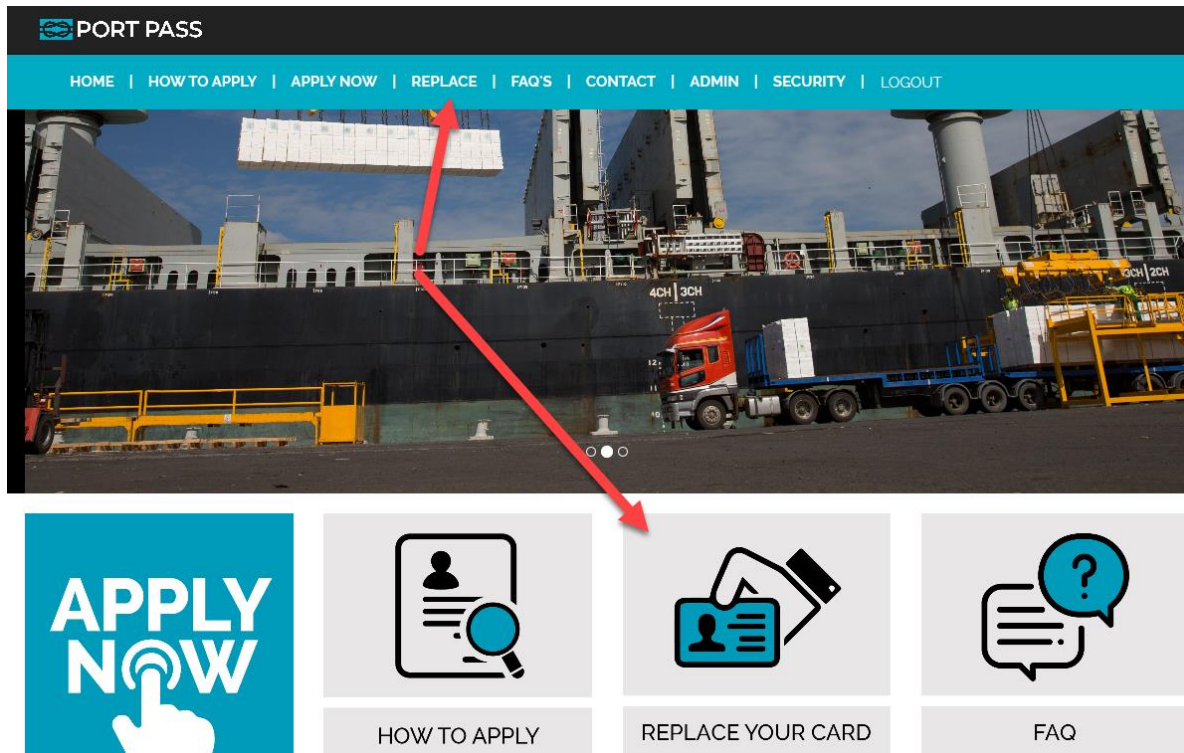 PORT PASS
HOME | HOW TO APPLY | APPLY NOW | REPLACE | FAQ'S | CONTACT | ADMIN | SECURITY | LOGOUT
4CH 3CH
3CH 2CH
12
APPLY
NOW
HOW TO APPLY
REPLACE YOUR CARD
FAQ
?